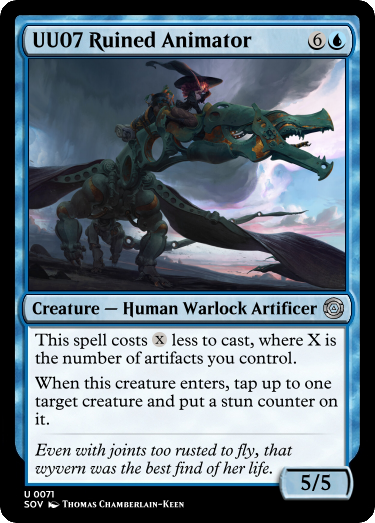 UU07 Ruined Animator 6
Creature — Human Warlock Artificer
This spell costs X less to cast, where X is
the number of artifacts you control.
When this creature enters, tap up to one
target creature and put a stun counter on
it.
Even with joints too rusted to fly, that
wyvern was the best find of her life.
5/5
U 0071
SOV Thomas Chamberlain-Keen